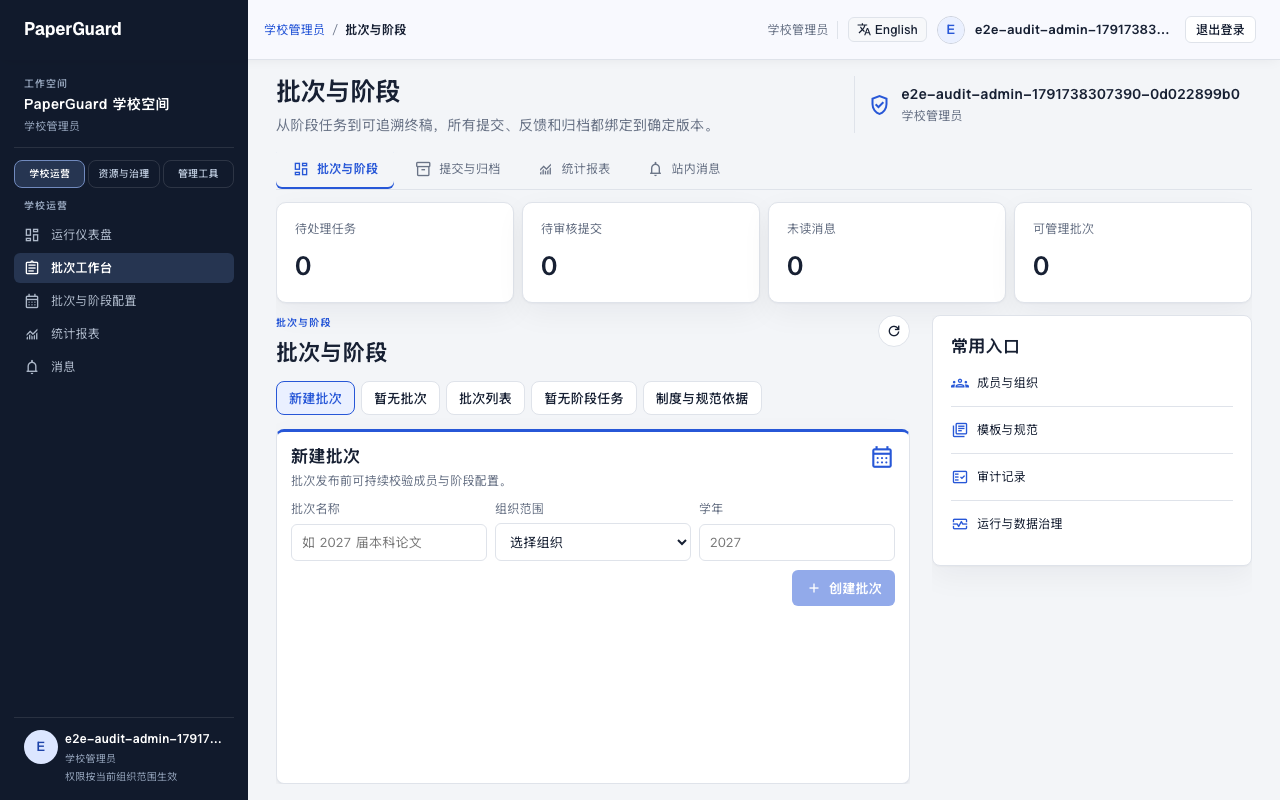 PaperGuard
工作空间
PaperGuard 学校空间
学校管理员
学校运营
资源与治理
管理工具
学校运营
运行仪表盘
批次工作台
批次与阶段配置
统计报表
消息
E
e2e-audit-admin-17917...
学校管理员
权限按当前组织范围生效
学校管理员 / 批次与阶段
学校管理员
English
E
e2e-audit-admin-17917383...
退出登录
批次与阶段
从阶段任务到可追溯终稿，所有提交、反馈和归档都绑定到确定版本。
e2e-audit-admin-1791738307390-0d022899b0
学校管理员
批次与阶段
提交与归档
统计报表
站内消息
待处理任务
0
待审核提交
0
未读消息
0
可管理批次
0
批次与阶段
批次与阶段
新建批次
暂无批次
批次列表
暂无阶段任务
制度与规范依据
新建批次
批次发布前可持续校验成员与阶段配置。
批次名称
组织范围
学年
如 2027 届本科论文
选择组织
2027
创建批次
常用入口
成员与组织
模板与规范
审计记录
运行与数据治理